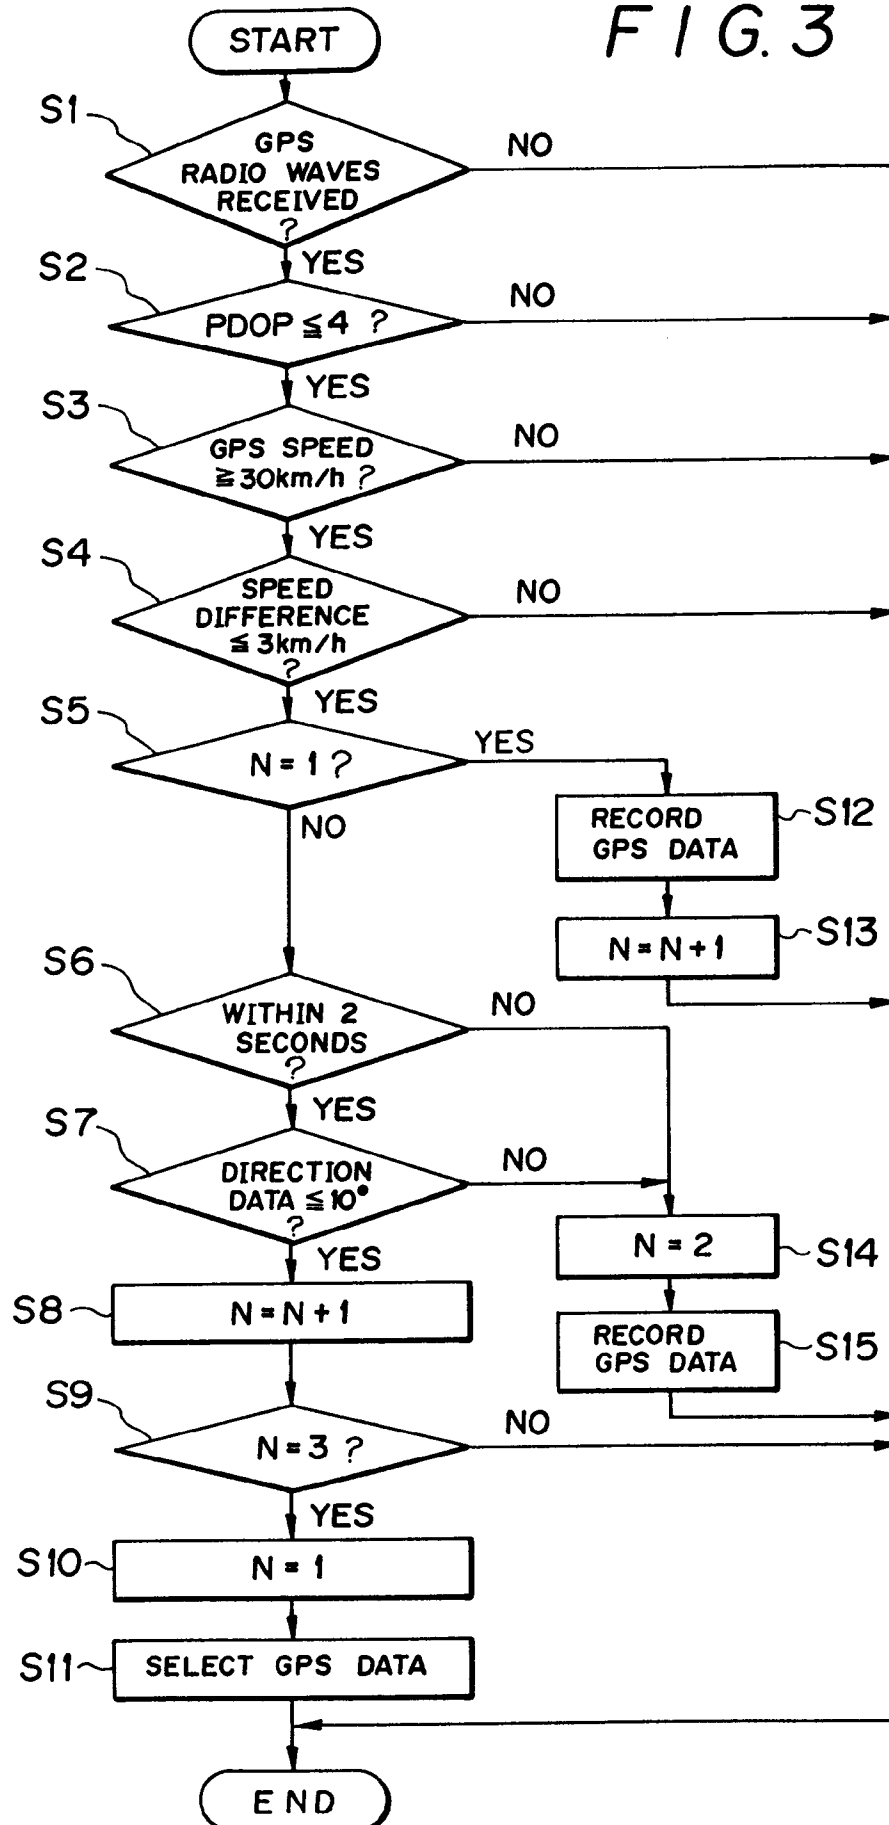 FIG. 3
START
S1
GPS
RADIO WAVES
RECEIVED
?
NO
YES
S2
PDOP ≦ 4 ?
NO
YES
S3
GPS SPEED
≧ 30km/h ?
NO
YES
S4
SPEED
DIFFERENCE
≦ 3km/h
?
NO
YES
S5
N = 1 ?
YES
NO
RECORD
GPS DATA
S12
N = N + 1
S13
S6
WITHIN 2
SECONDS
?
NO
YES
S7
DIRECTION
DATA ≦ 10°
?
NO
YES
N = 2
S14
S8
N = N + 1
RECORD
GPS DATA
S15
S9
N = 3 ?
NO
YES
S10
N = 1
S11
SELECT GPS DATA
END